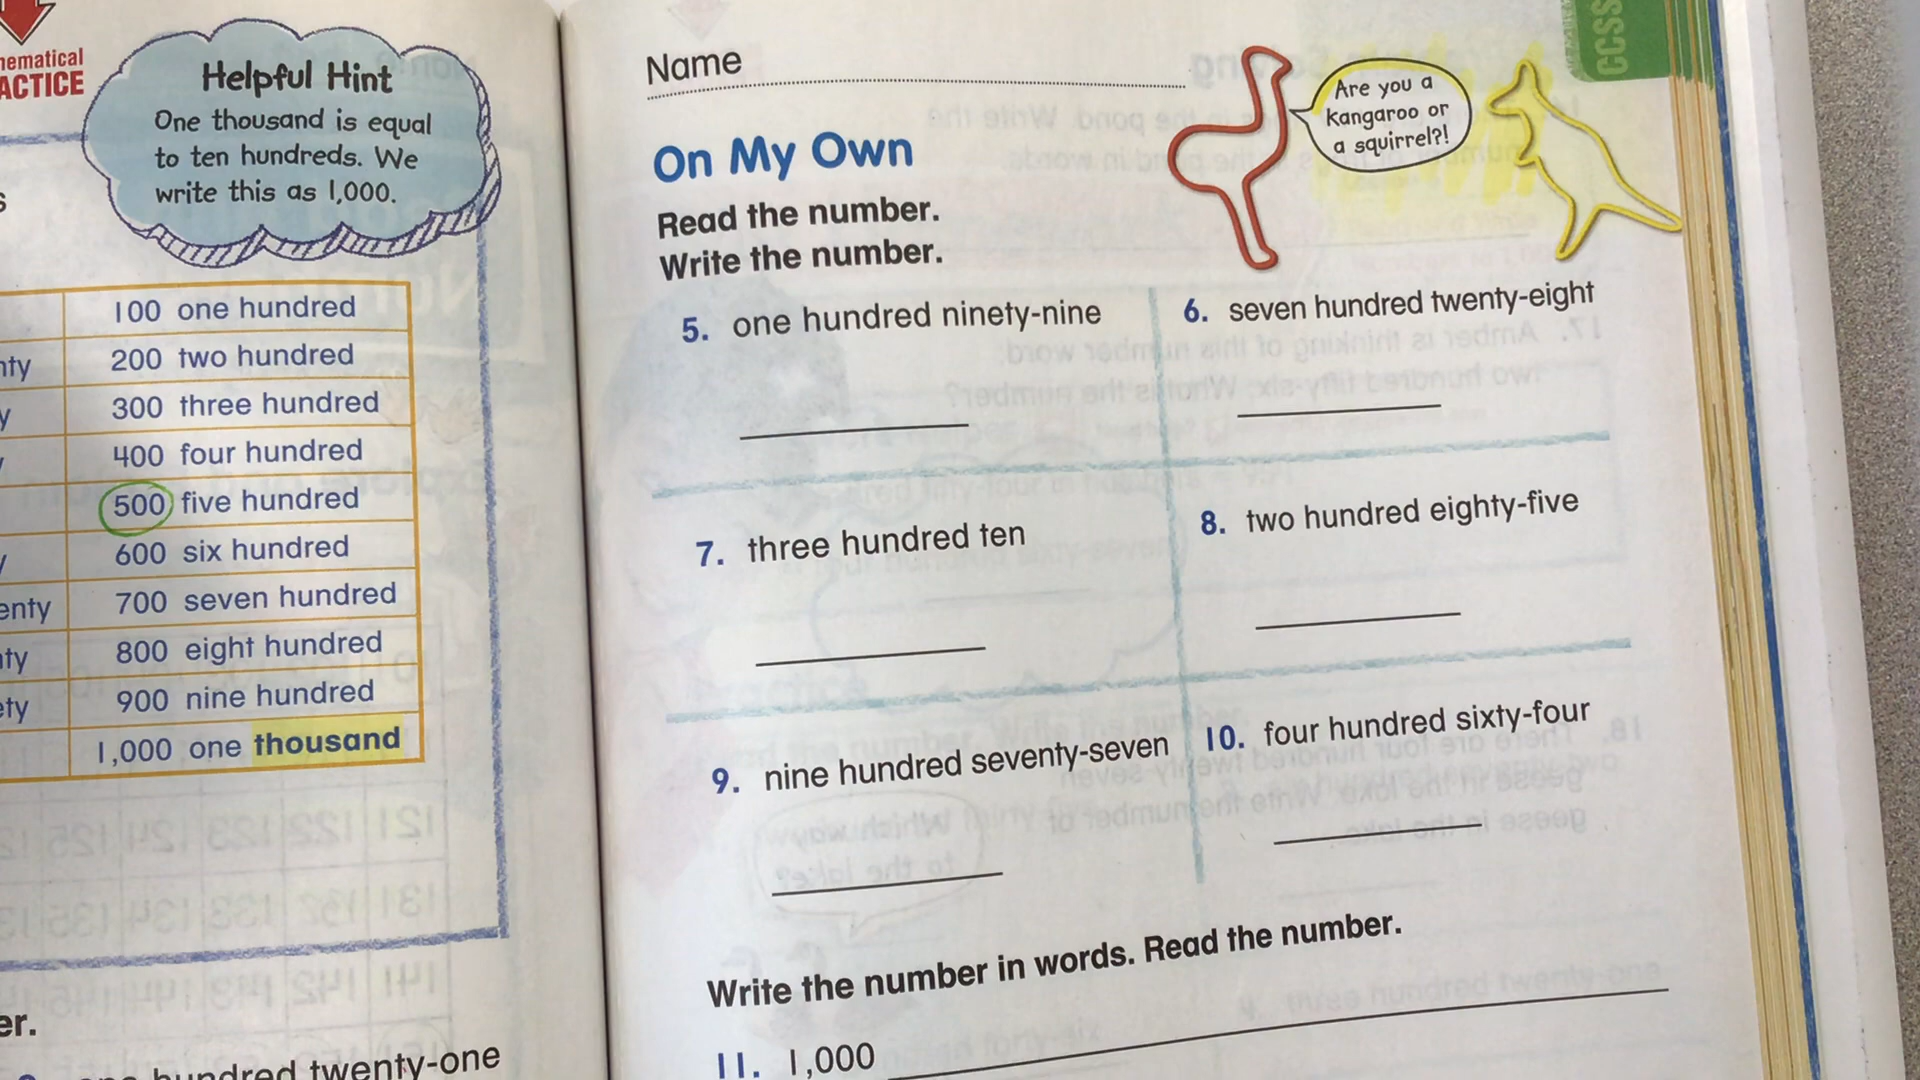 Helpful Hint
One thousand is equal
to ten hundreds. We
write this as 1,000.
100 one hundred
200 two hundred
300 three hundred
400 four hundred
500 five hundred
600 six hundred
700 seven hundred
800 eight hundred
900 nine hundred
1,000 one thousand
hundred twenty-one
Name
On My Own
Are you a
kangaroo or
a squirrel?!
CCSS
Read the number.
Write the number.
5. one hundred ninety-nine
6. seven hundred twenty-eight
7. three hundred ten
8. two hundred eighty-five
9. nine hundred seventy-seven
10. four hundred sixty-four
Write the number in words. Read the number.
11. 1,000